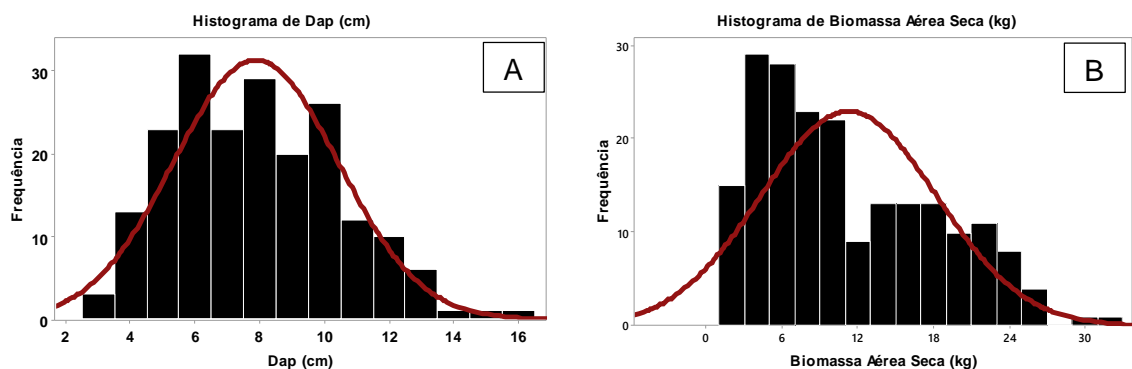 Histograma de Dap (cm)
A
30
20
10
0
Frequência
2 4 6 8 10 12 14 16
Dap (cm)
Histograma de Biomassa Aérea Seca (kg)
B
30
20
10
0
Frequência
0 6 12 18 24 30
Biomassa Aérea Seca (kg)